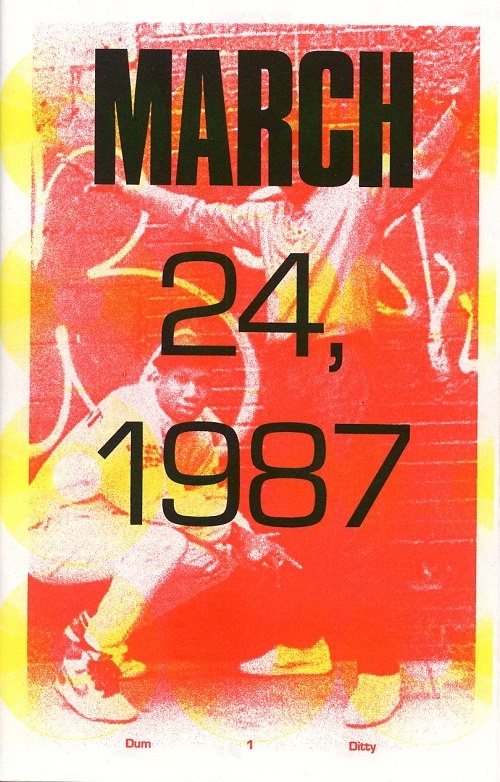 MARCH
24,
1987
Dum 1 Ditty